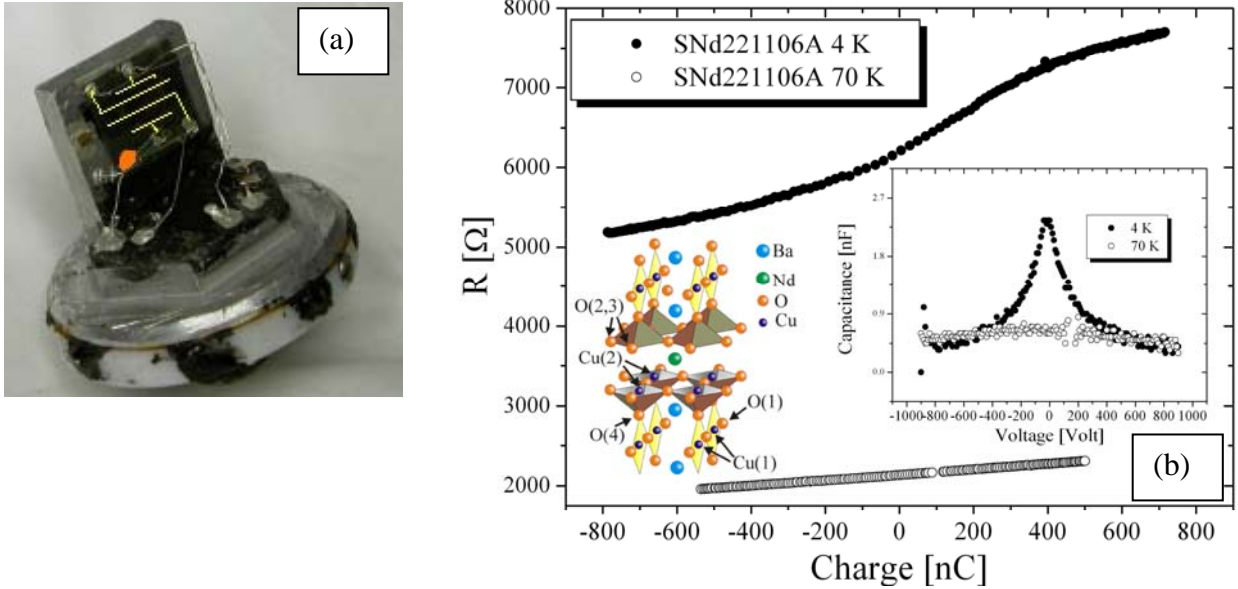 (a)
8000
7000
6000
5000
4000
3000
2000
R [Ω]
SNd221106A 4 K
SNd221106A 70 K
Ba
Nd
O
Cu
O(2,3)
Cu(2)
O(4)
O(1)
Cu(1)
Capacitance [nF]
2.7
1.8
0.9
0.0
4 K
70 K
-1000 -800 -600 -400 -200 0 200 400 600 800 1000
Voltage [Volt]
(b)
-800 -600 -400 -200 0 200 400 600 800
Charge [nC]